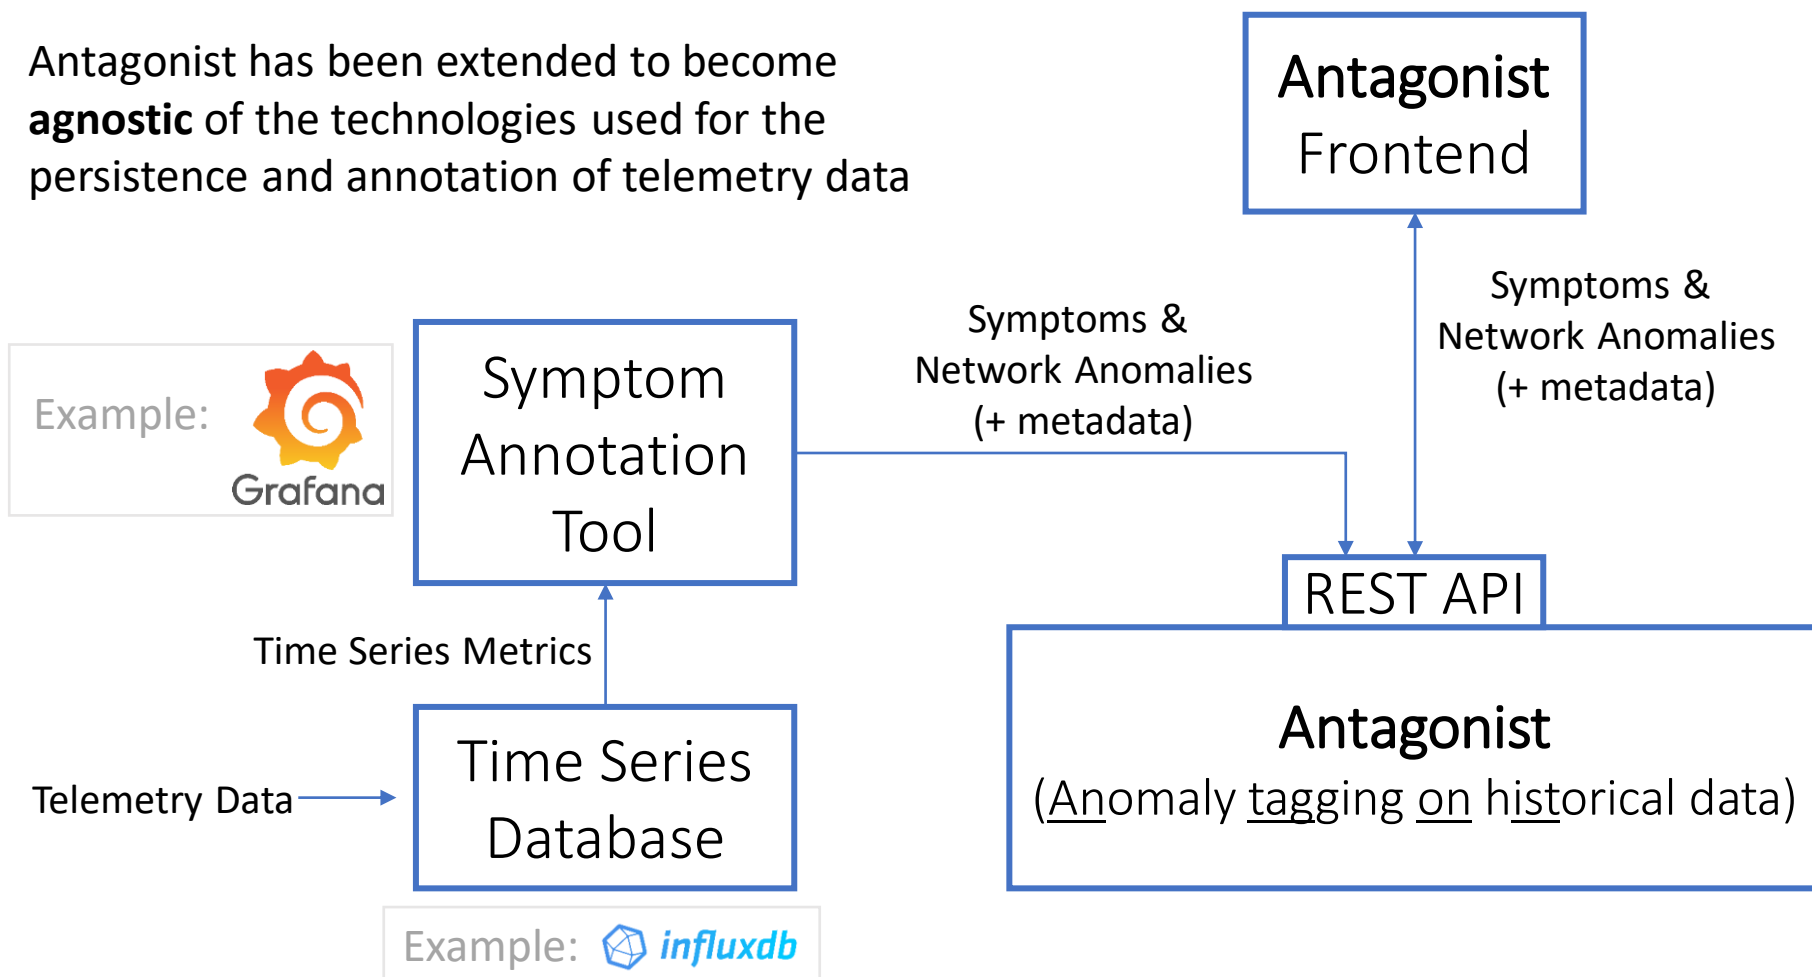 Antagonist has been extended to become
agnostic of the technologies used for the
persistence and annotation of telemetry data
Antagonist
Frontend
Symptoms &
Network Anomalies
(+ metadata)
Symptoms &
Network Anomalies
(+ metadata)
Example:
Grafana
Symptom
Annotation
Tool
REST API
Time Series Metrics
Antagonist
(Anomaly tagging on historical data)
Telemetry Data
Time Series
Database
Example:
influxdb